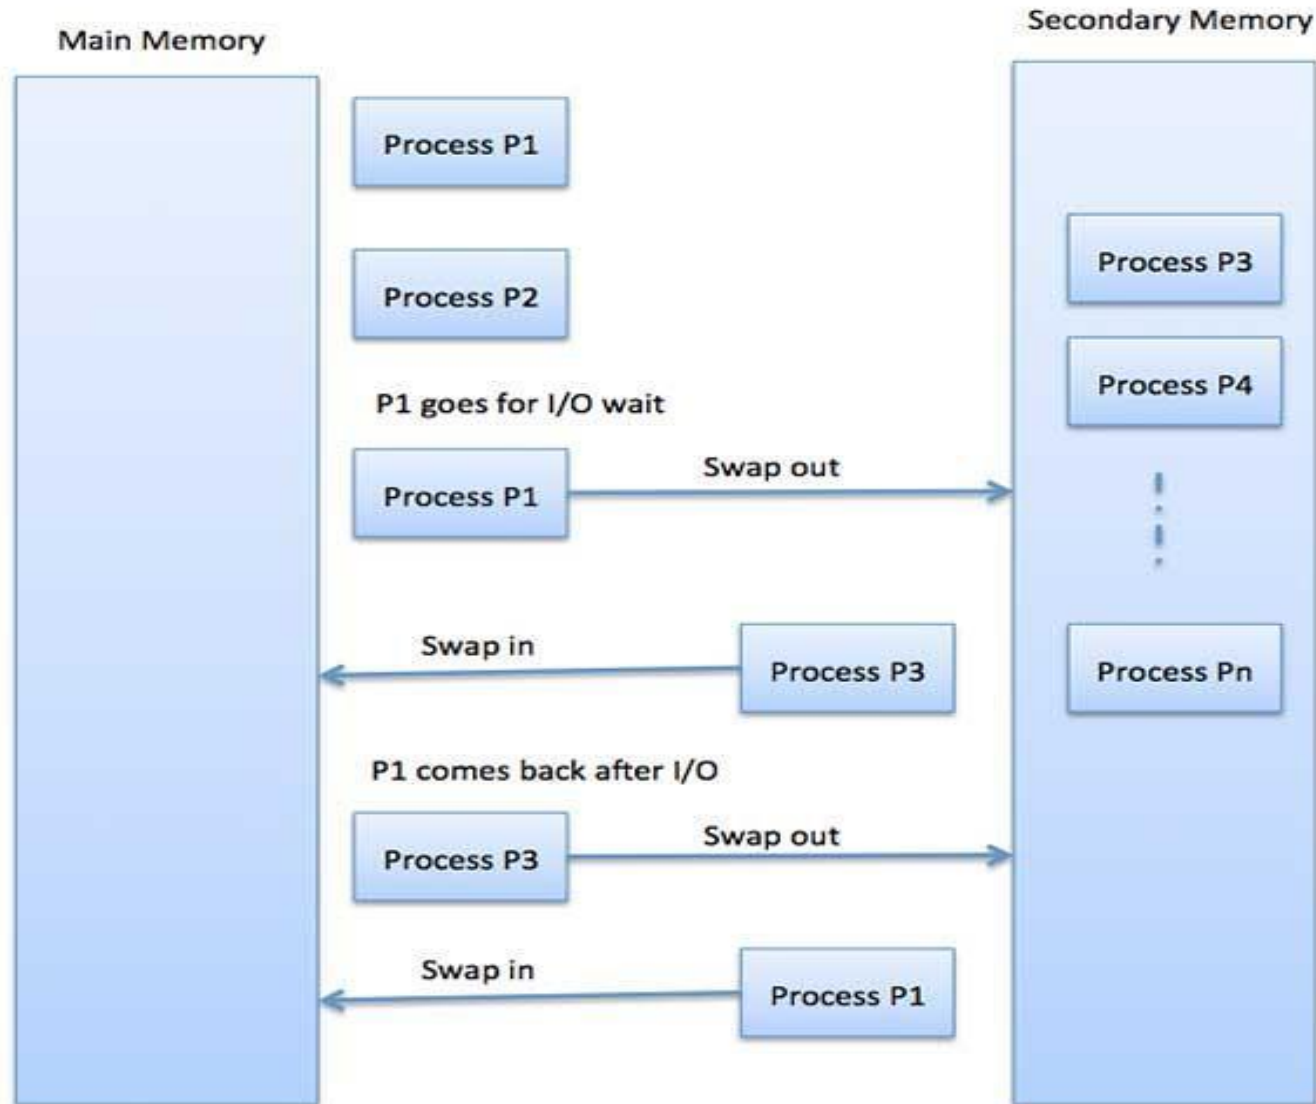 Main Memory
Secondary Memory
Process P1
Process P2
Process P3
Process P4
P1 goes for I/O wait
Process P1
Swap out
Swap in
Process P3
Process Pn
P1 comes back after I/O
Process P3
Swap out
Swap in
Process P1